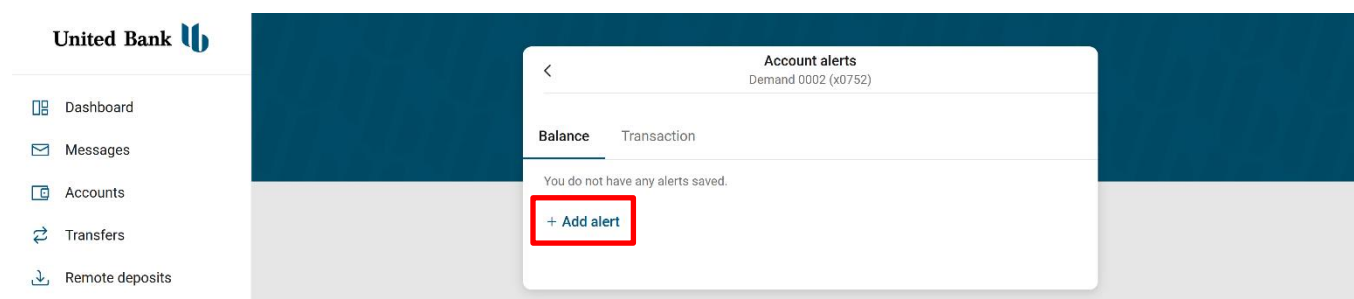 United Bank
Dashboard
Messages
Accounts
Transfers
Remote deposits
Account alerts
Demand 0002 (x0752)
Balance Transaction
You do not have any alerts saved.
+ Add alert